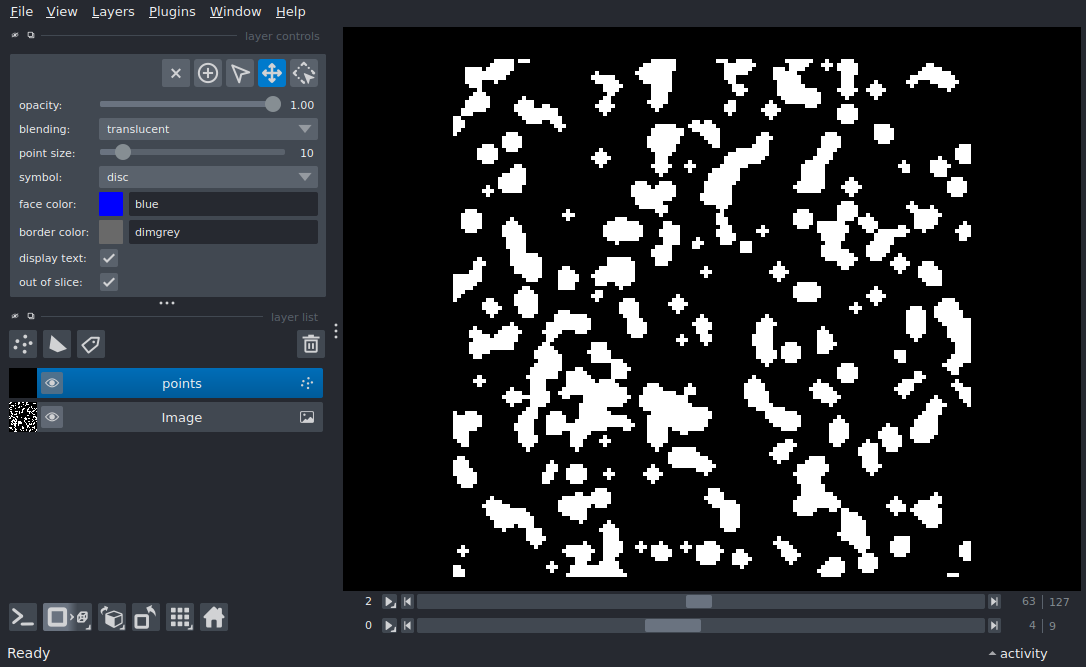 File View Layers Plugins Window Help
layer controls
opacity: 1.00
blending: translucent
point size: 10
symbol: disc
face color: blue
border color: dimgrey
display text:
out of slice:
layer list
points
Image
2 63 | 127
0 4 | 9
Ready activity